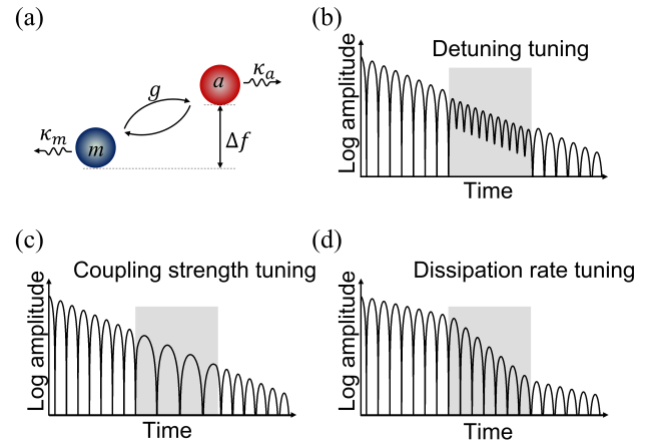 (a)
κₐ
a
g
κₘ
Δf
m
(b)
Detuning tuning
Log amplitude
Time
(c)
Coupling strength tuning
Log amplitude
Time
(d)
Dissipation rate tuning
Log amplitude
Time